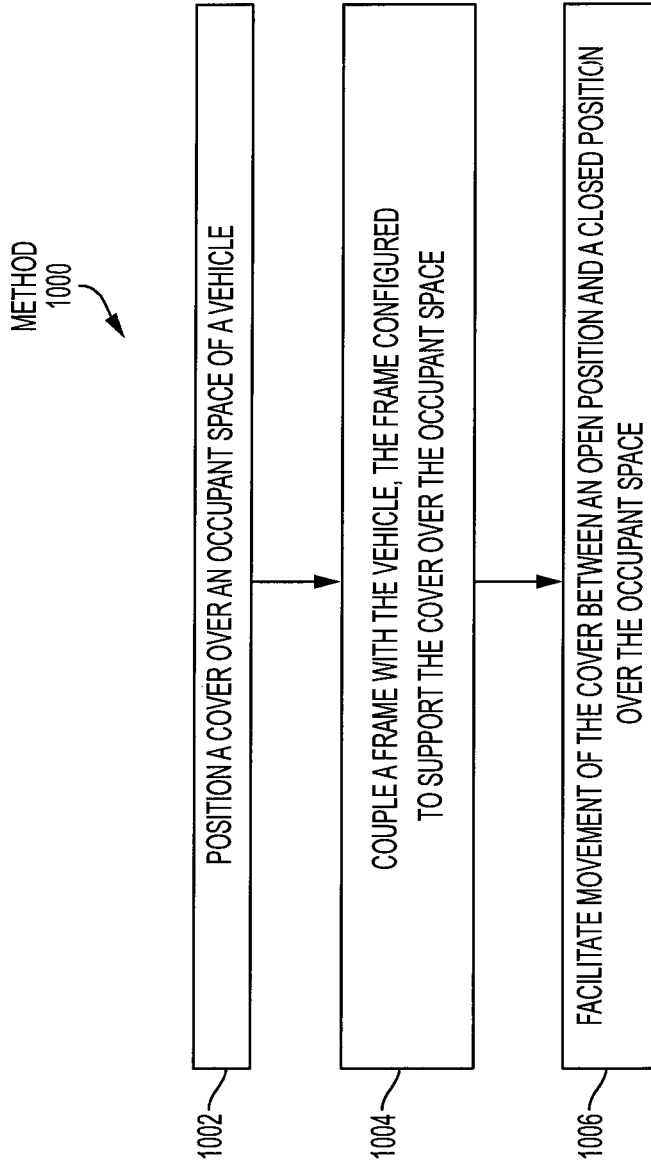 METHOD
1000
1002
POSITION A COVER OVER AN OCCUPANT SPACE OF A VEHICLE
1004
COUPLE A FRAME WITH THE VEHICLE, THE FRAME CONFIGURED
TO SUPPORT THE COVER OVER THE OCCUPANT SPACE
1006
FACILITATE MOVEMENT OF THE COVER BETWEEN AN OPEN POSITION AND A CLOSED POSITION
OVER THE OCCUPANT SPACE